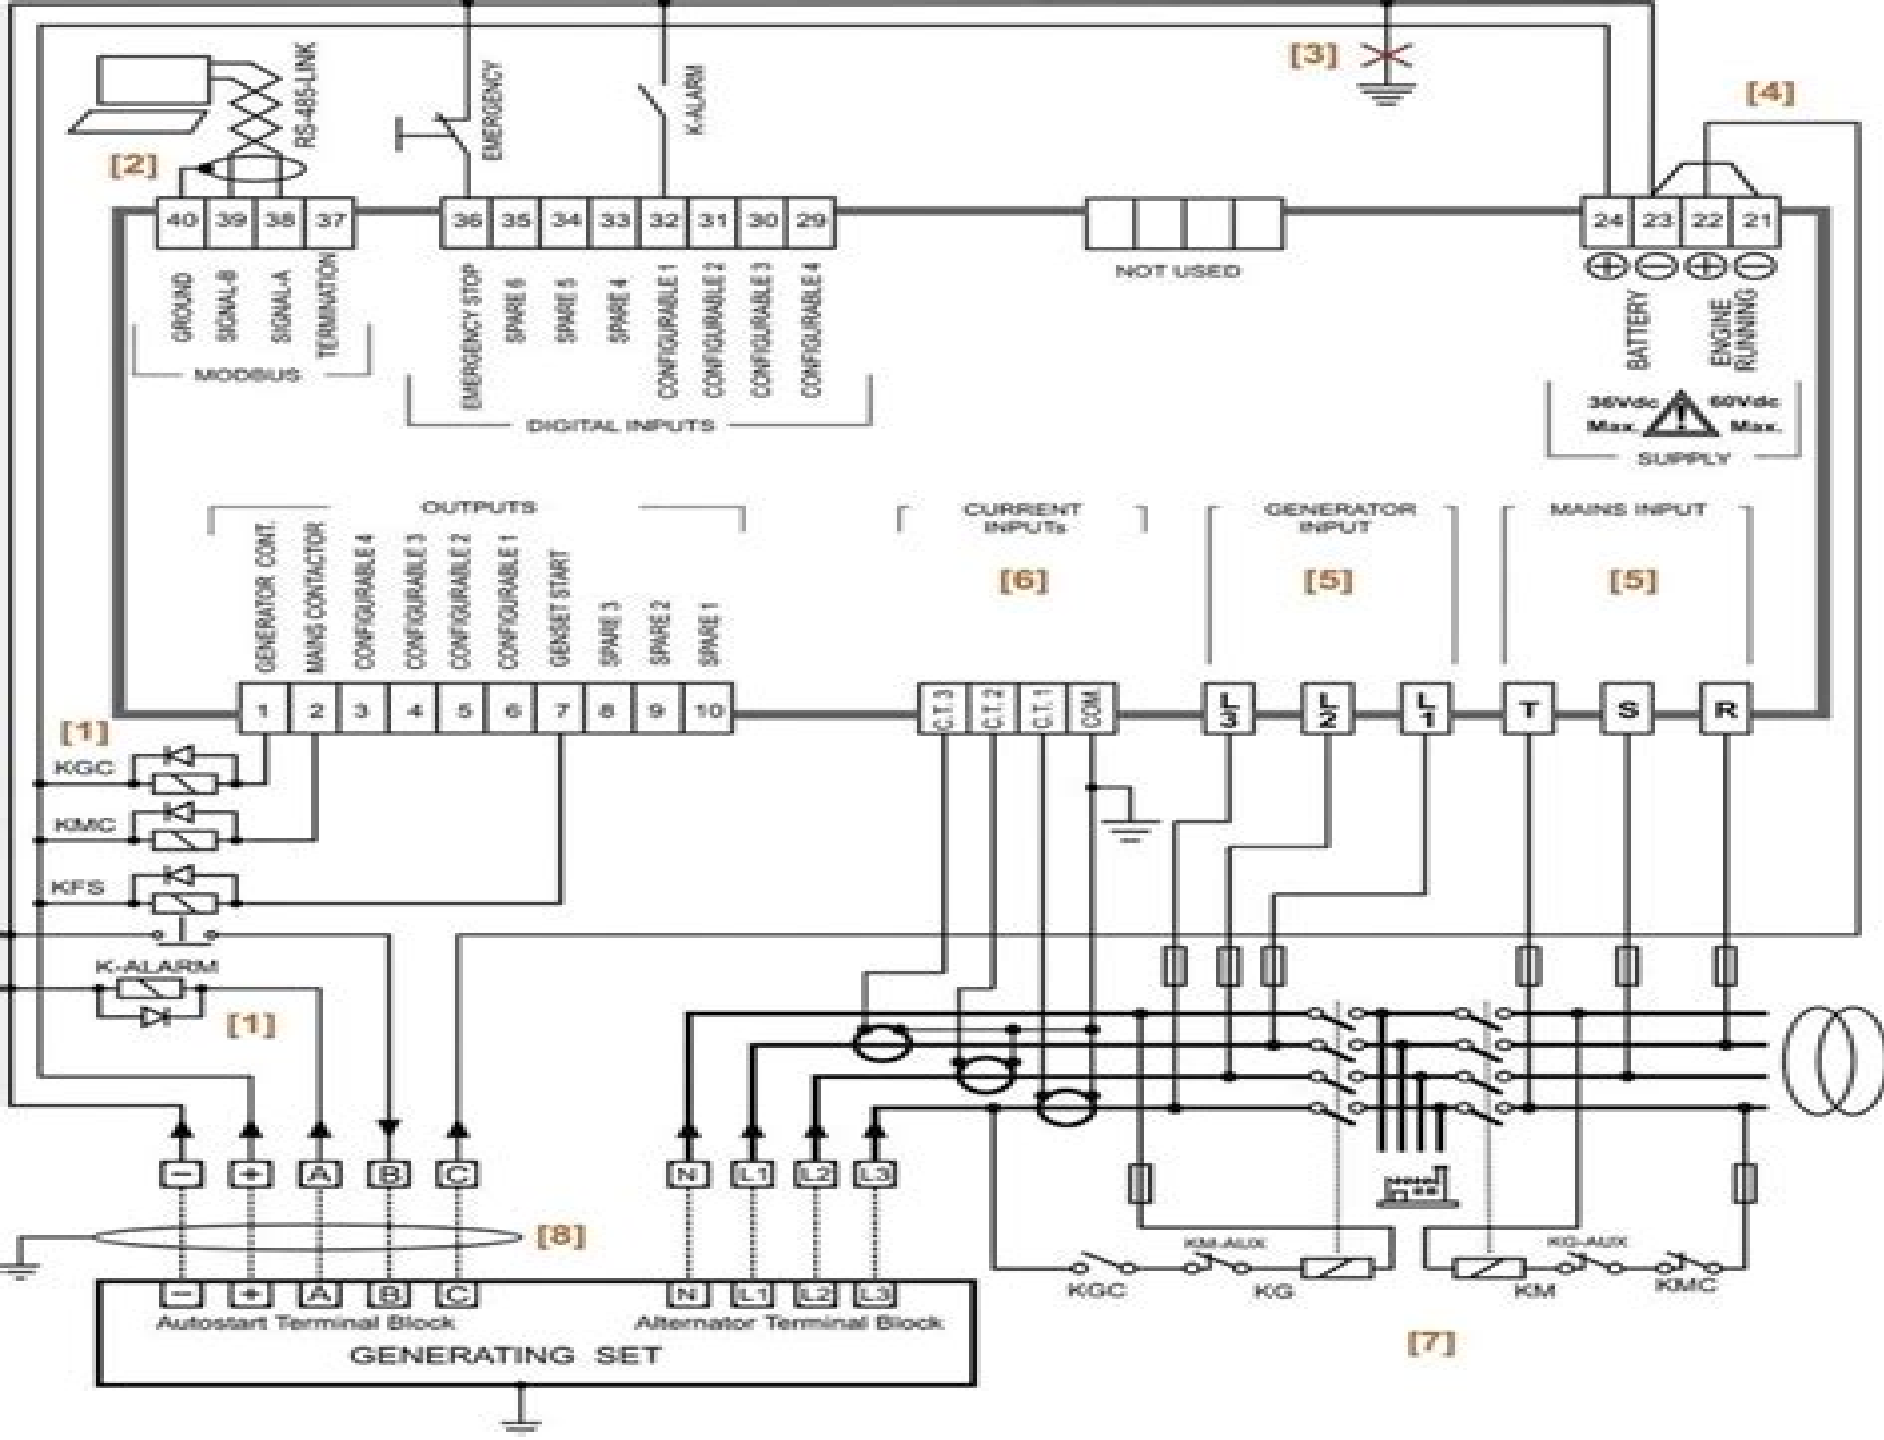 [3]
[4]
RS-485-LINK
EMERGENCY
K-ALARM
[2]
40 39 38 37
36 35 34 33 32 31 30 29
24 23 22 21
GROUND
SIGNAL-B
SIGNAL-A
TERMINATION
MODBUS
EMERGENCY STOP
SPARE 6
SPARE 5
SPARE 4
CONFIGURABLE 1
CONFIGURABLE 2
CONFIGURABLE 3
CONFIGURABLE 4
DIGITAL INPUTS
NOT USED
+ − + −
BATTERY
ENGINE RUNNING
36Vdc Max.
60Vdc Max.
SUPPLY
OUTPUTS
GENERATOR CONT.
MAINS CONTACTOR
CONFIGURABLE 4
CONFIGURABLE 3
CONFIGURABLE 2
CONFIGURABLE 1
GENSET START
SPARE 3
SPARE 2
SPARE 1
CURRENT
INPUTs
[6]
GENERATOR
INPUT
[5]
MAINS INPUT
[5]
1 2 3 4 5 6 7 8 9 10
C.T.3 C.T.2 C.T.1 COM.
L3 L2 L1
T S R
[1]
KGC
KMC
KFS
K-ALARM
[1]
− + A B C
N L1 L2 L3
[8]
− + A B C
N L1 L2 L3
Autostart Terminal Block
Alternator Terminal Block
GENERATING SET
KM-AUX
KG-AUX
KGC
KG
KM
KMC
[7]